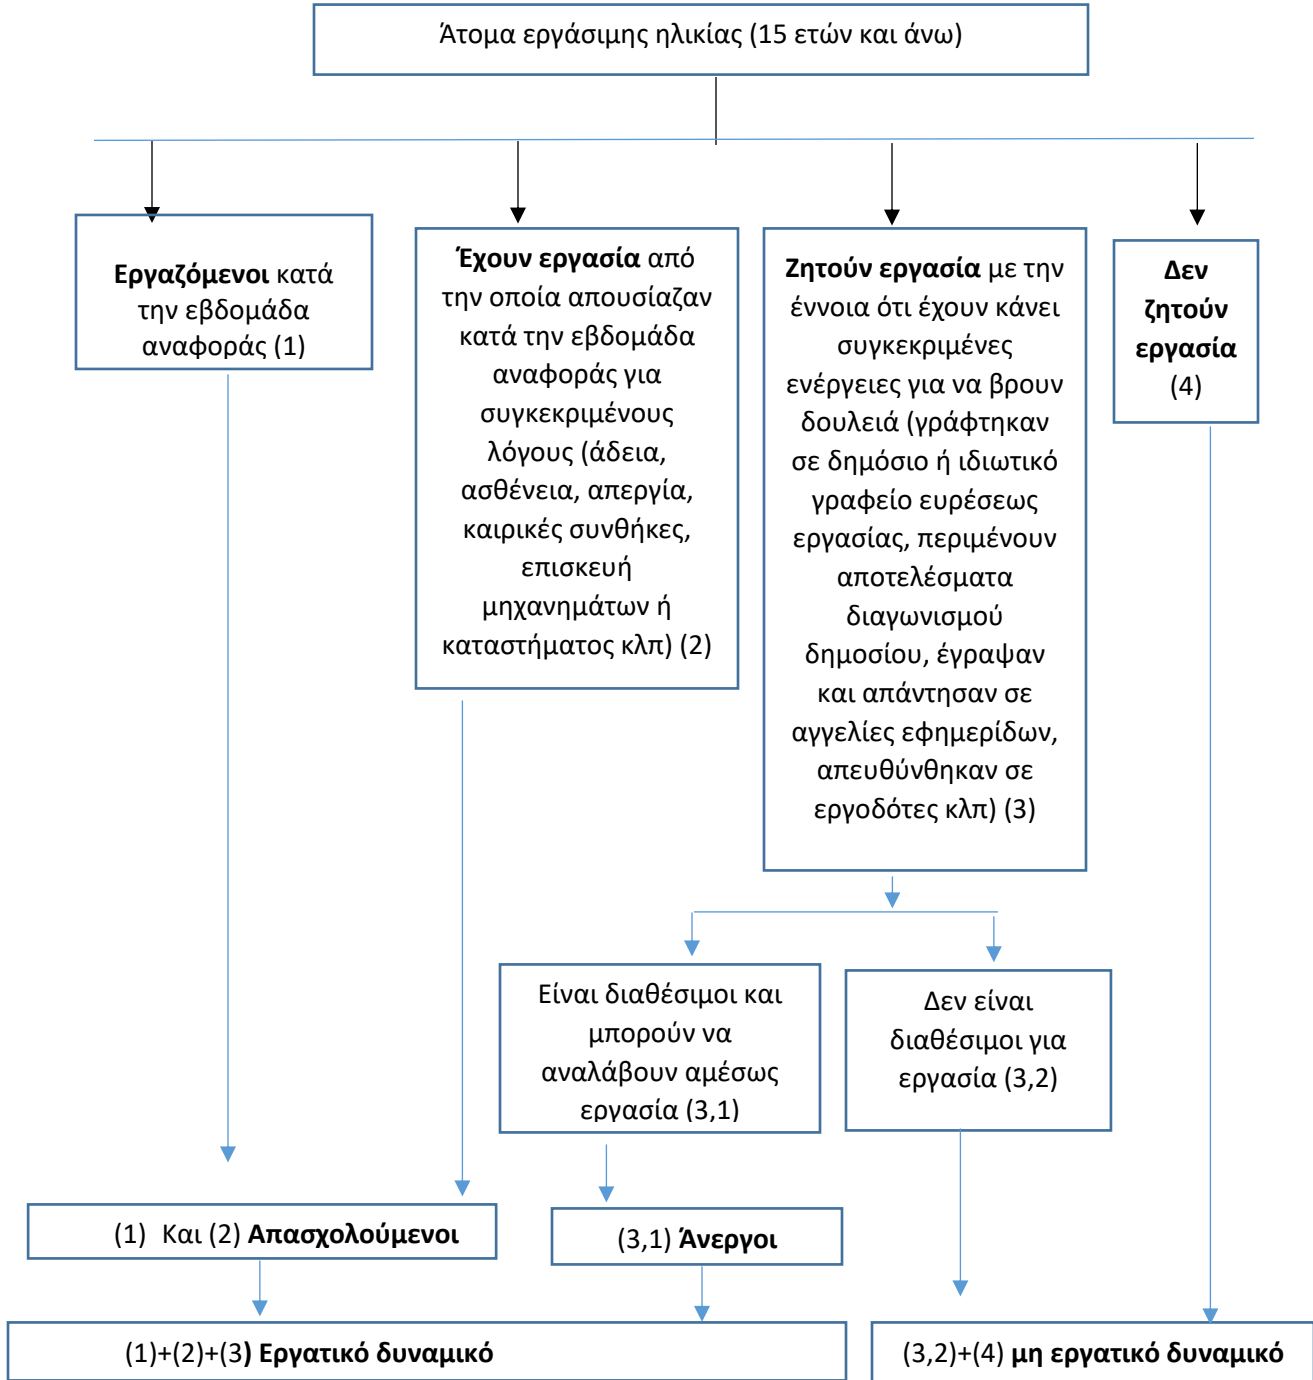 Άτομα εργάσιμης ηλικίας (15 ετών και άνω)
Εργαζόμενοι κατά
την εβδομάδα
αναφοράς (1)
Έχουν εργασία από
την οποία απουσίαζαν
κατά την εβδομάδα
αναφοράς για
συγκεκριμένους
λόγους (άδεια,
ασθένεια, απεργία,
καιρικές συνθήκες,
επισκευή
μηχανημάτων ή
καταστήματος κλπ) (2)
Ζητούν εργασία με την
έννοια ότι έχουν κάνει
συγκεκριμένες
ενέργειες για να βρουν
δουλειά (γράφτηκαν
σε δημόσιο ή ιδιωτικό
γραφείο ευρέσεως
εργασίας, περιμένουν
αποτελέσματα
διαγωνισμού
δημοσίου, έγραψαν
και απάντησαν σε
αγγελίες εφημερίδων,
απευθύνθηκαν σε
εργοδότες κλπ) (3)
Δεν
ζητούν
εργασία
(4)
Είναι διαθέσιμοι και
μπορούν να
αναλάβουν αμέσως
εργασία (3,1)
Δεν είναι
διαθέσιμοι για
εργασία (3,2)
(1) Και (2) Απασχολούμενοι
(3,1) Άνεργοι
(1)+(2)+(3) Εργατικό δυναμικό
(3,2)+(4) μη εργατικό δυναμικό